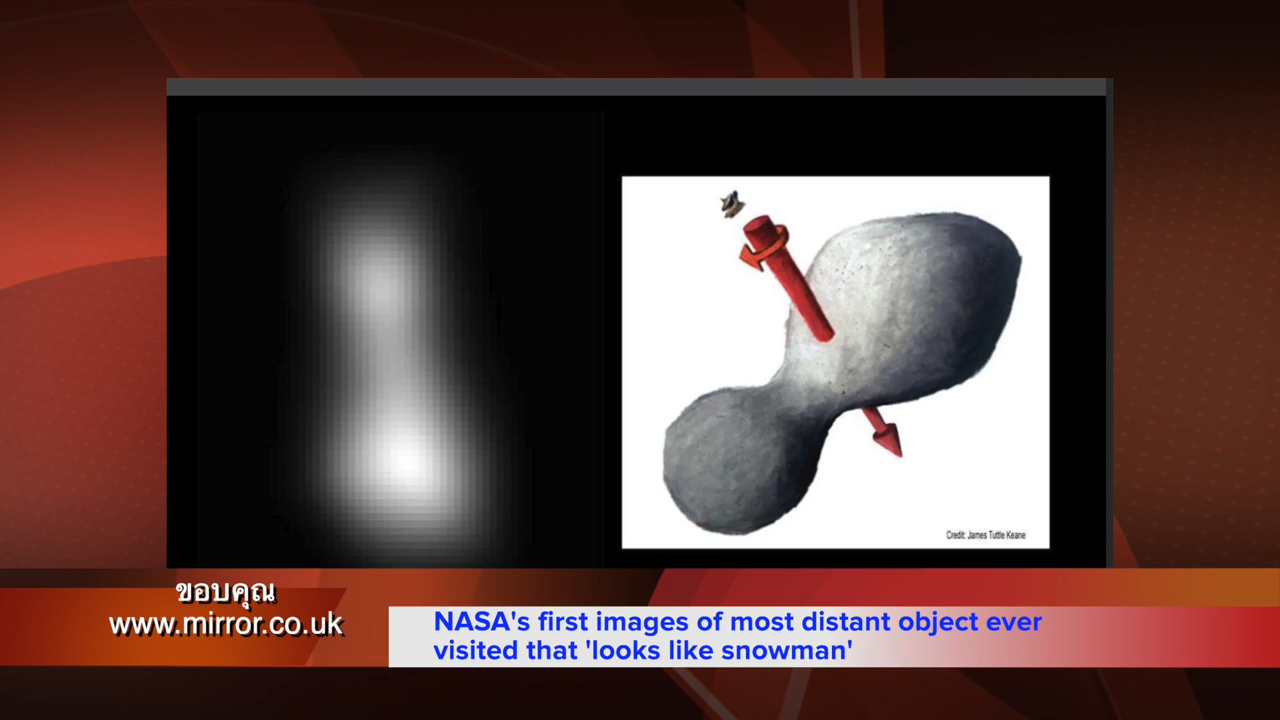 Credit: James Tuttle Keane
ขอบคุณ
www.mirror.co.uk
NASA's first images of most distant object ever
visited that 'looks like snowman'